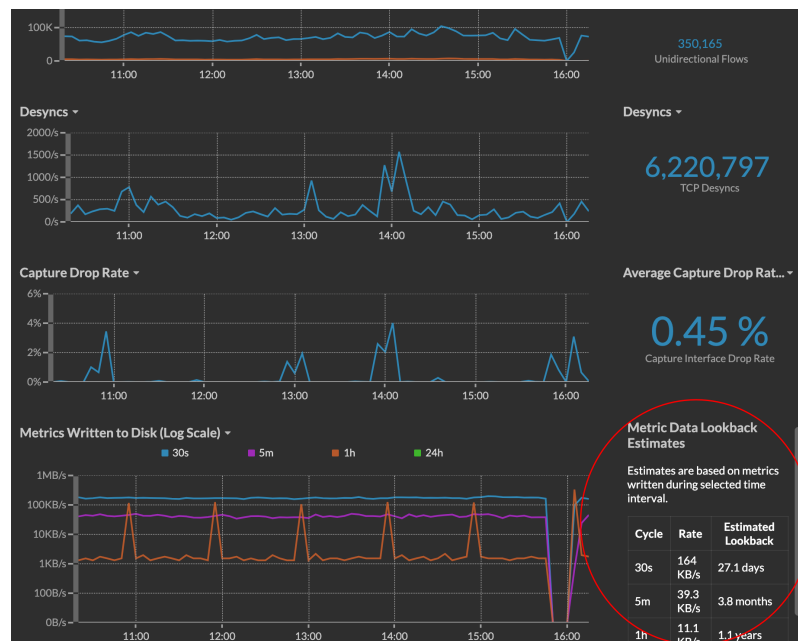 100K
0
11:00 12:00 13:00 14:00 15:00 16:00
350,165
Unidirectional Flows
Desyncs
Desyncs
2000/s
1500/s
1000/s
500/s
0/s
11:00 12:00 13:00 14:00 15:00 16:00
6,220,797
TCP Desyncs
Capture Drop Rate
Average Capture Drop Rat...
6%
4%
2%
0%
11:00 12:00 13:00 14:00 15:00 16:00
0.45 %
Capture Interface Drop Rate
Metrics Written to Disk (Log Scale)
30s 5m 1h 24h
1MB/s
100KB/s
10KB/s
1KB/s
100B/s
0B/s
11:00 12:00 13:00 14:00 15:00 16:00
Metric Data Lookback
Estimates
Estimates are based on metrics
written during selected time
interval.
Cycle Rate Estimated
Lookback
30s 164
KB/s 27.1 days
5m 39.3
KB/s 3.8 months
1h 11.1
KB/s 1.1 years